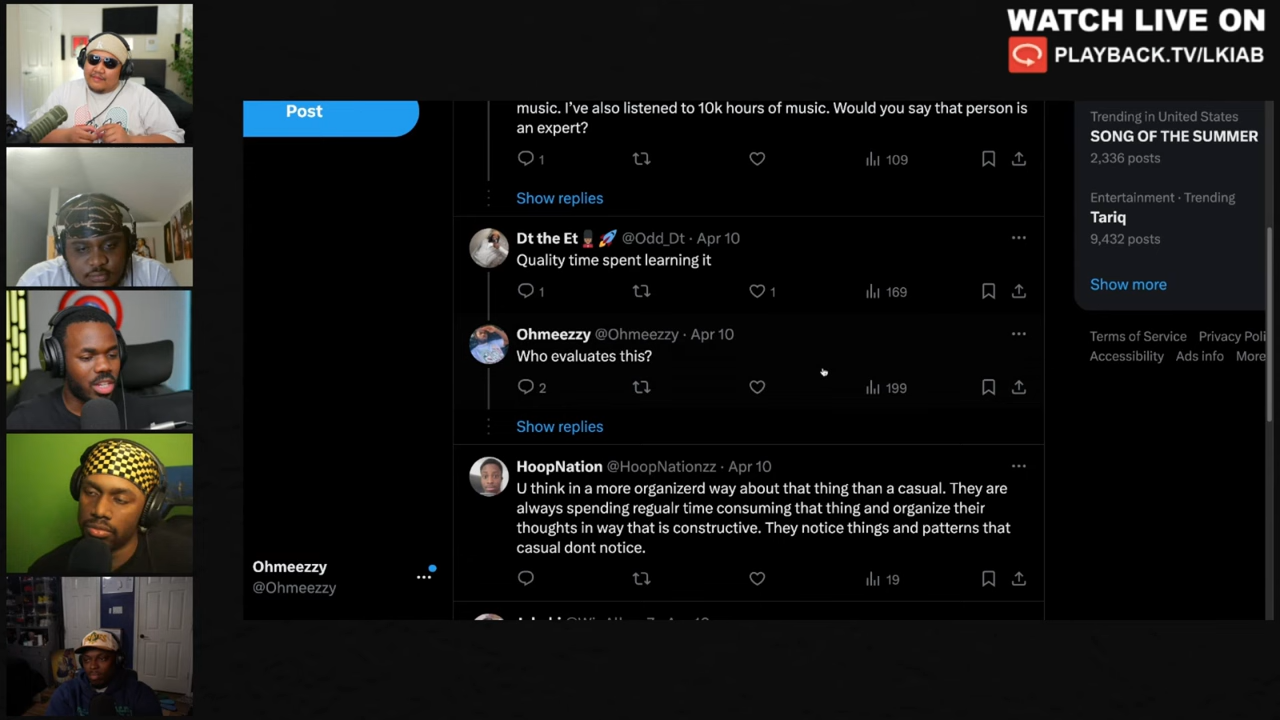 WATCH LIVE ON
PLAYBACK.TV/LKIAB
Post
music. I've also listened to 10k hours of music. Would you say that person is
an expert?
1
109
Show replies
Dt the Et @Odd_Dt · Apr 10
Quality time spent learning it
1
1
169
Ohmeezzy @Ohmeezzy · Apr 10
Who evaluates this?
2
199
Show replies
HoopNation @HoopNationzz · Apr 10
U think in a more organizerd way about that thing than a casual. They are
always spending regualr time consuming that thing and organize their
thoughts in way that is constructive. They notice things and patterns that
casual dont notice.
19
Ohmeezzy
@Ohmeezzy
Trending in United States
SONG OF THE SUMMER
2,336 posts
Entertainment · Trending
Tariq
9,432 posts
Show more
Terms of Service Privacy Poli
Accessibility Ads info More